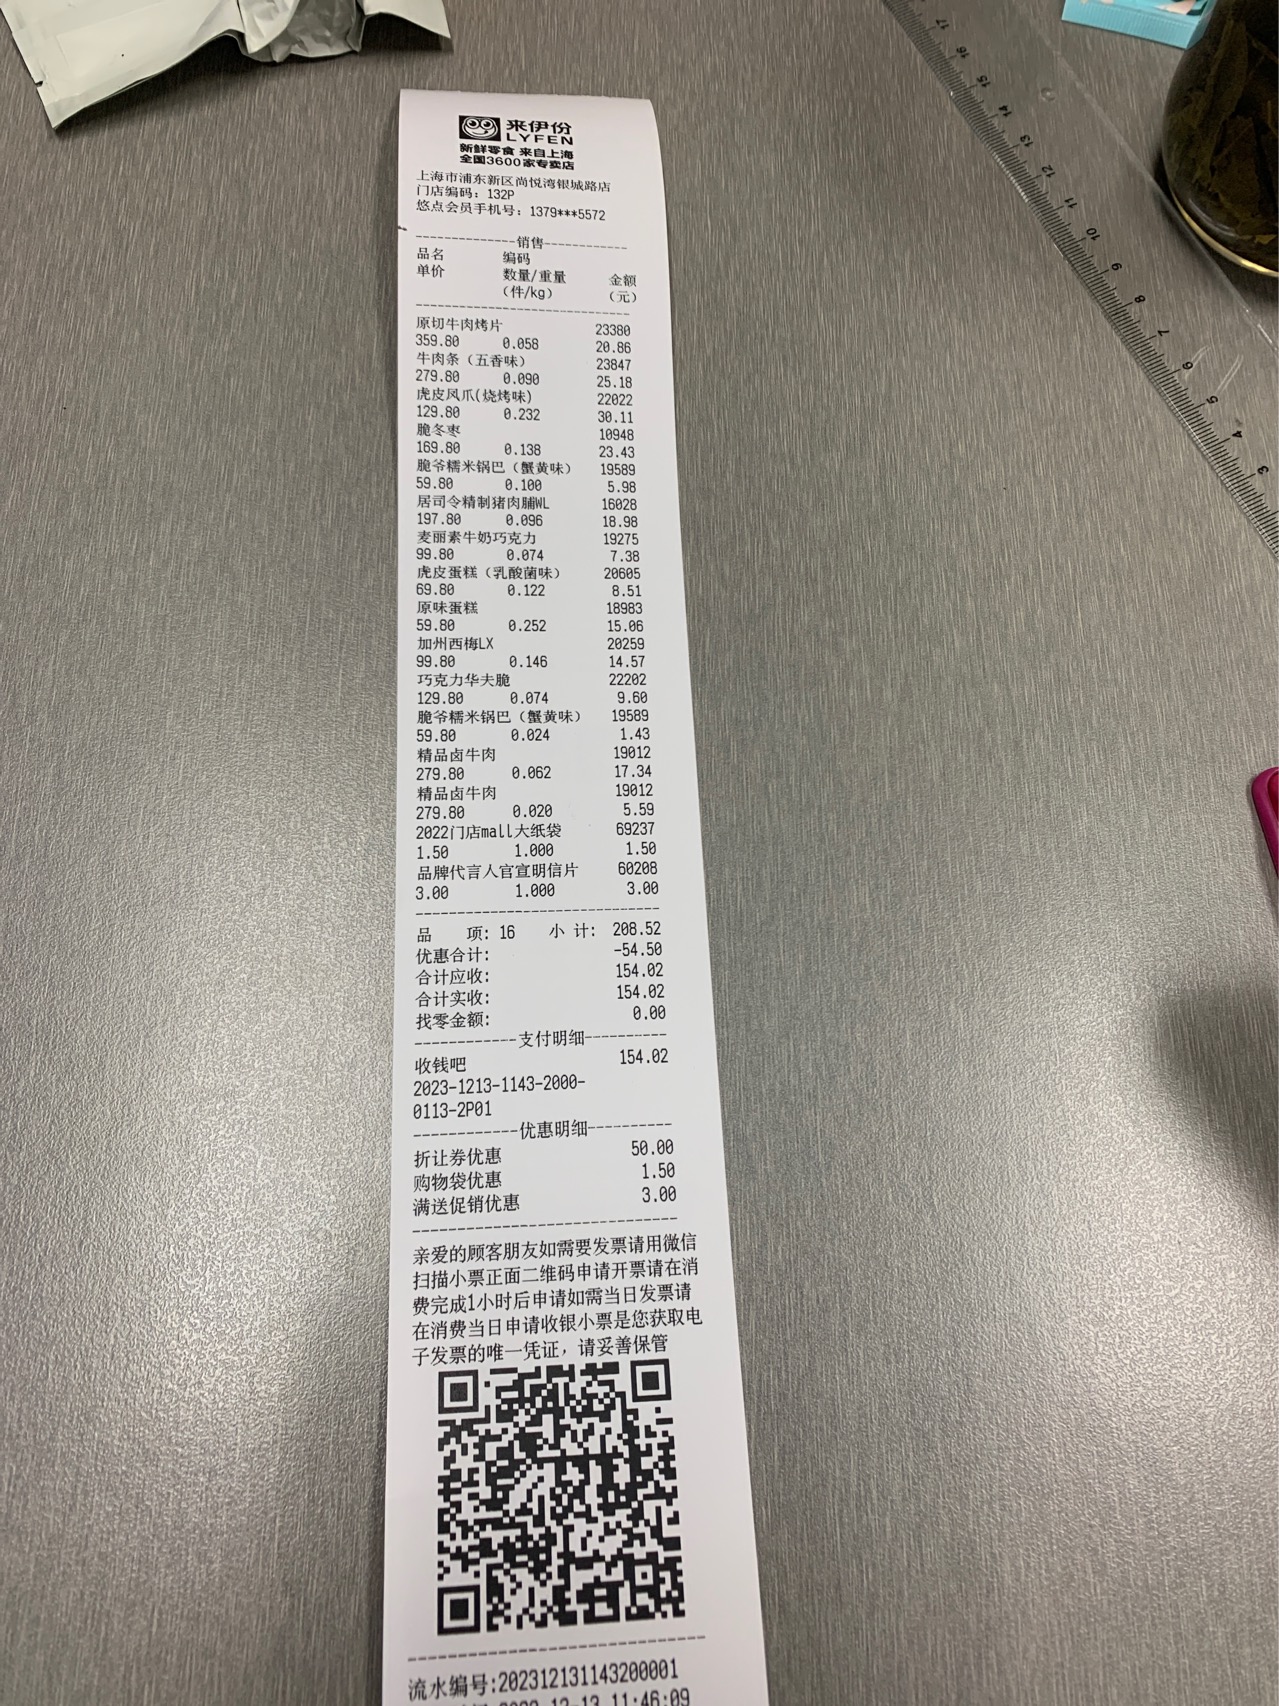 来伊份
LYFEN
新鲜零食 来自上海
全国3600家专卖店
上海市浦东新区尚悦湾银城路店
门店编码：132P
悠点会员手机号：1379***5572
--------------销售------------
品名 编码
单价 数量/重量 金额
（件/kg） （元）
原切牛肉烤片 23380
359.80 0.058 20.86
牛肉条（五香味） 23847
279.80 0.090 25.18
虎皮凤爪(烧烤味) 22022
129.80 0.232 30.11
脆冬枣 10948
169.80 0.138 23.43
脆爷糯米锅巴（蟹黄味） 19589
59.80 0.100 5.98
居司令精制猪肉脯WL 16028
197.80 0.096 18.98
麦丽素牛奶巧克力 19275
99.80 0.074 7.38
虎皮蛋糕（乳酸菌味） 20605
69.80 0.122 8.51
原味蛋糕 18983
59.80 0.252 15.06
加州西梅LX 20259
99.80 0.146 14.57
巧克力华夫脆 22202
129.80 0.074 9.60
脆爷糯米锅巴（蟹黄味） 19589
59.80 0.024 1.43
精品卤牛肉 19012
279.80 0.062 17.34
精品卤牛肉 19012
279.80 0.020 5.59
2022门店mall大纸袋 69237
1.50 1.000 1.50
品牌代言人官宣明信片 60208
3.00 1.000 3.00
品 项: 16 小 计: 208.52
优惠合计: -54.50
合计应收: 154.02
合计实收: 154.02
找零金额: 0.00
------------支付明细----------
收钱吧 154.02
2023-1213-1143-2000-
0113-2P01
------------优惠明细----------
折让券优惠 50.00
购物袋优惠 1.50
满送促销优惠 3.00
亲爱的顾客朋友如需要发票请用微信
扫描小票正面二维码申请开票请在消
费完成1小时后申请如需当日发票请
在消费当日申请收银小票是您获取电
子发票的唯一凭证，请妥善保管
流水编号:202312131143200001
2023-12-13 11:46:09
17
16
15
14
13
12
11
10
9
8
7
6
5
4
3